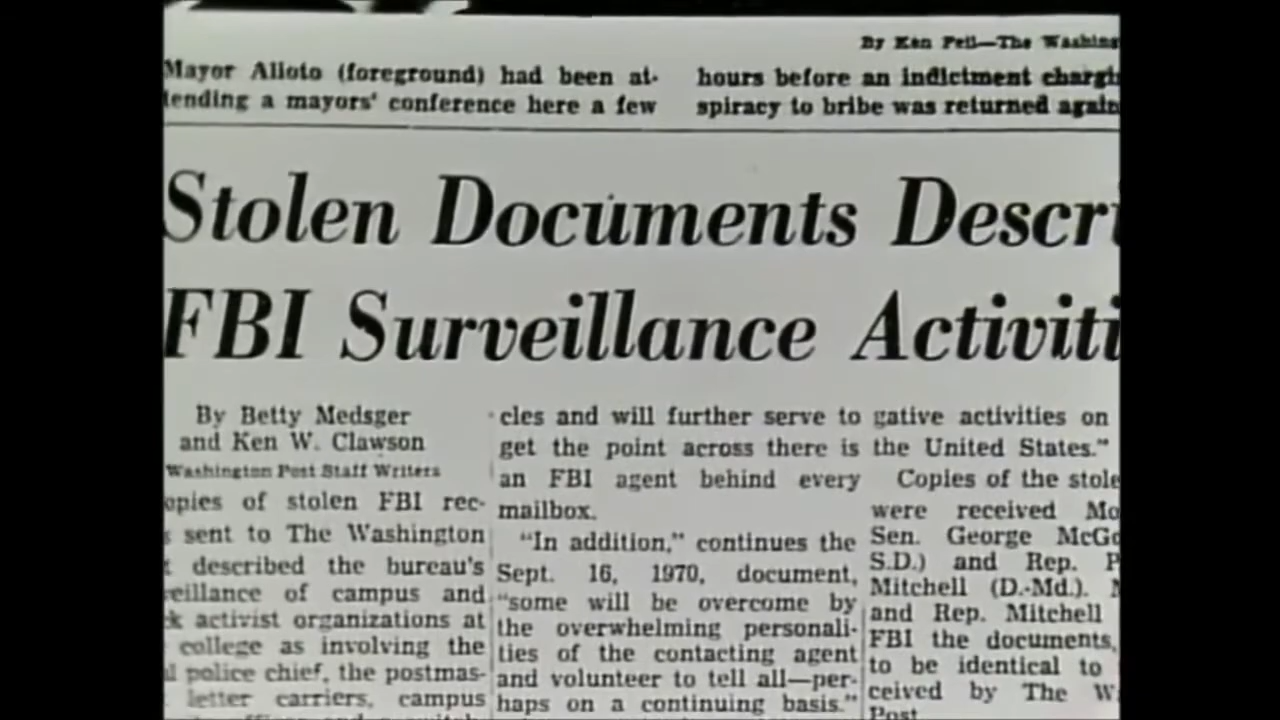 By Ken Feil—The Washing
Mayor Alioto (foreground) had been at-
tending a mayors' conference here a few
hours before an indictment chargi
spiracy to bribe was returned again
Stolen Documents Descri
FBI Surveillance Activiti
By Betty Medsger
and Ken W. Clawson
Washington Post Staff Writers
opies of stolen FBI rec-
s sent to The Washington
t described the bureau's
eillance of campus and
k activist organizations at
college as involving the
l police chief, the postmas-
letter carriers, campus
cles and will further serve to
get the point across there is
an FBI agent behind every
mailbox.
"In addition," continues the
Sept. 16, 1970, document,
"some will be overcome by
the overwhelming personali-
ties of the contacting agent
and volunteer to tell all—per-
haps on a continuing basis."
gative activities on
the United States."
Copies of the stole
were received Mo
Sen. George McGo
S.D.) and Rep. P
Mitchell (D.-Md.). M
and Rep. Mitchell
FBI the documents,
to be identical to
ceived by The W
Post